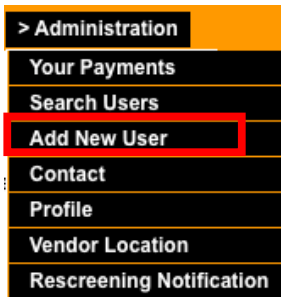 > Administration
Your Payments
Search Users
Add New User
Contact
Profile
Vendor Location
Rescreening Notification